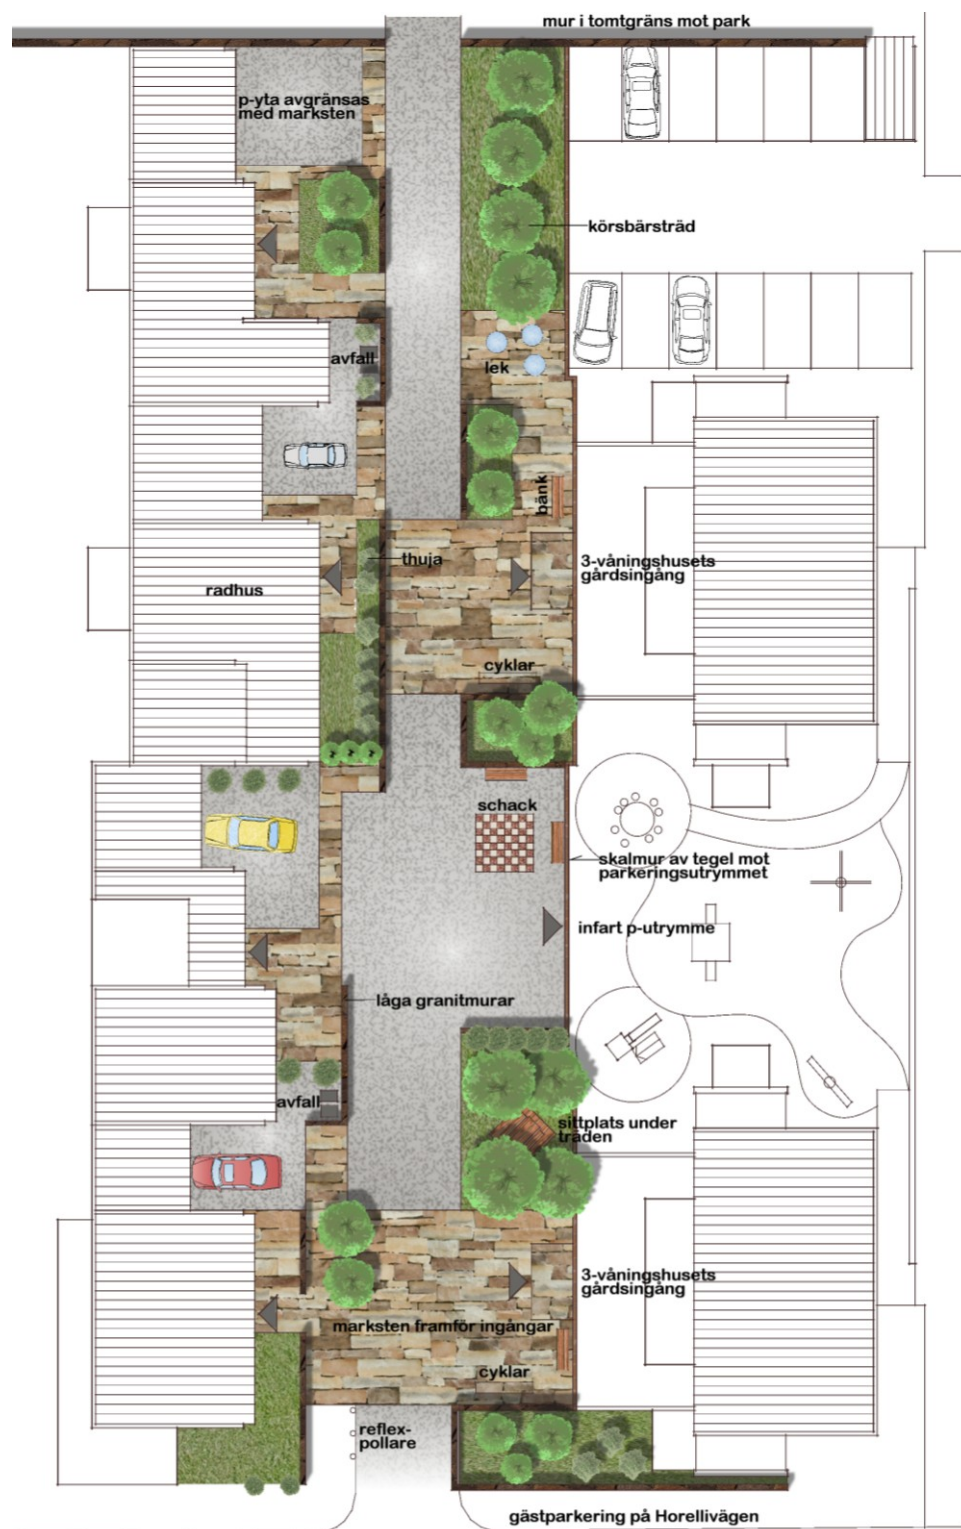 mur i tomtgräns mot park
p-yta avgränsas
med marksten
körsbärsträd
avfall
lek
bänk
thuja
3-våningshusets
gårdsingång
radhus
cyklar
schack
skalmur av tegel mot
parkeringsutrymmet
infart p-utrymme
låga granitmurar
avfall
sittplats under
träden
3-våningshusets
gårdsingång
marksten framför ingångar
cyklar
reflex-
pollare
gästparkering på Horellivägen